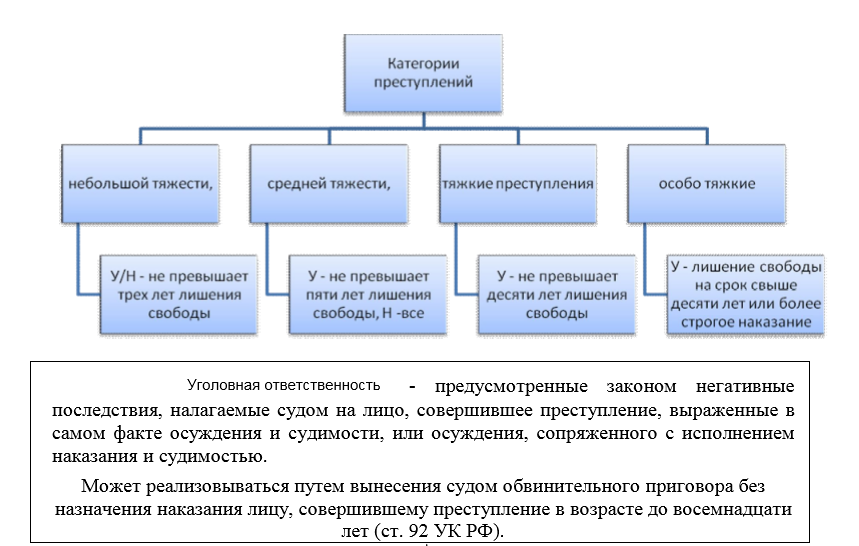 Категории
преступлений
небольшой тяжести,
средней тяжести,
тяжкие преступления
особо тяжкие
У/Н - не превышает
трех лет лишения
свободы
У - не превышает
пяти лет лишения
свободы, Н -все
У - не превышает
десяти лет лишения
свободы
У - лишение свободы
на срок свыше
десяти лет или более
строгое наказание
Уголовная ответственность - предусмотренные законом негативные
последствия, налагаемые судом на лицо, совершившее преступление, выраженные в
самом факте осуждения и судимости, или осуждения, сопряженного с исполнением
наказания и судимостью.
Может реализовываться путем вынесения судом обвинительного приговора без
назначения наказания лицу, совершившему преступление в возрасте до восемнадцати
лет (ст. 92 УК РФ).